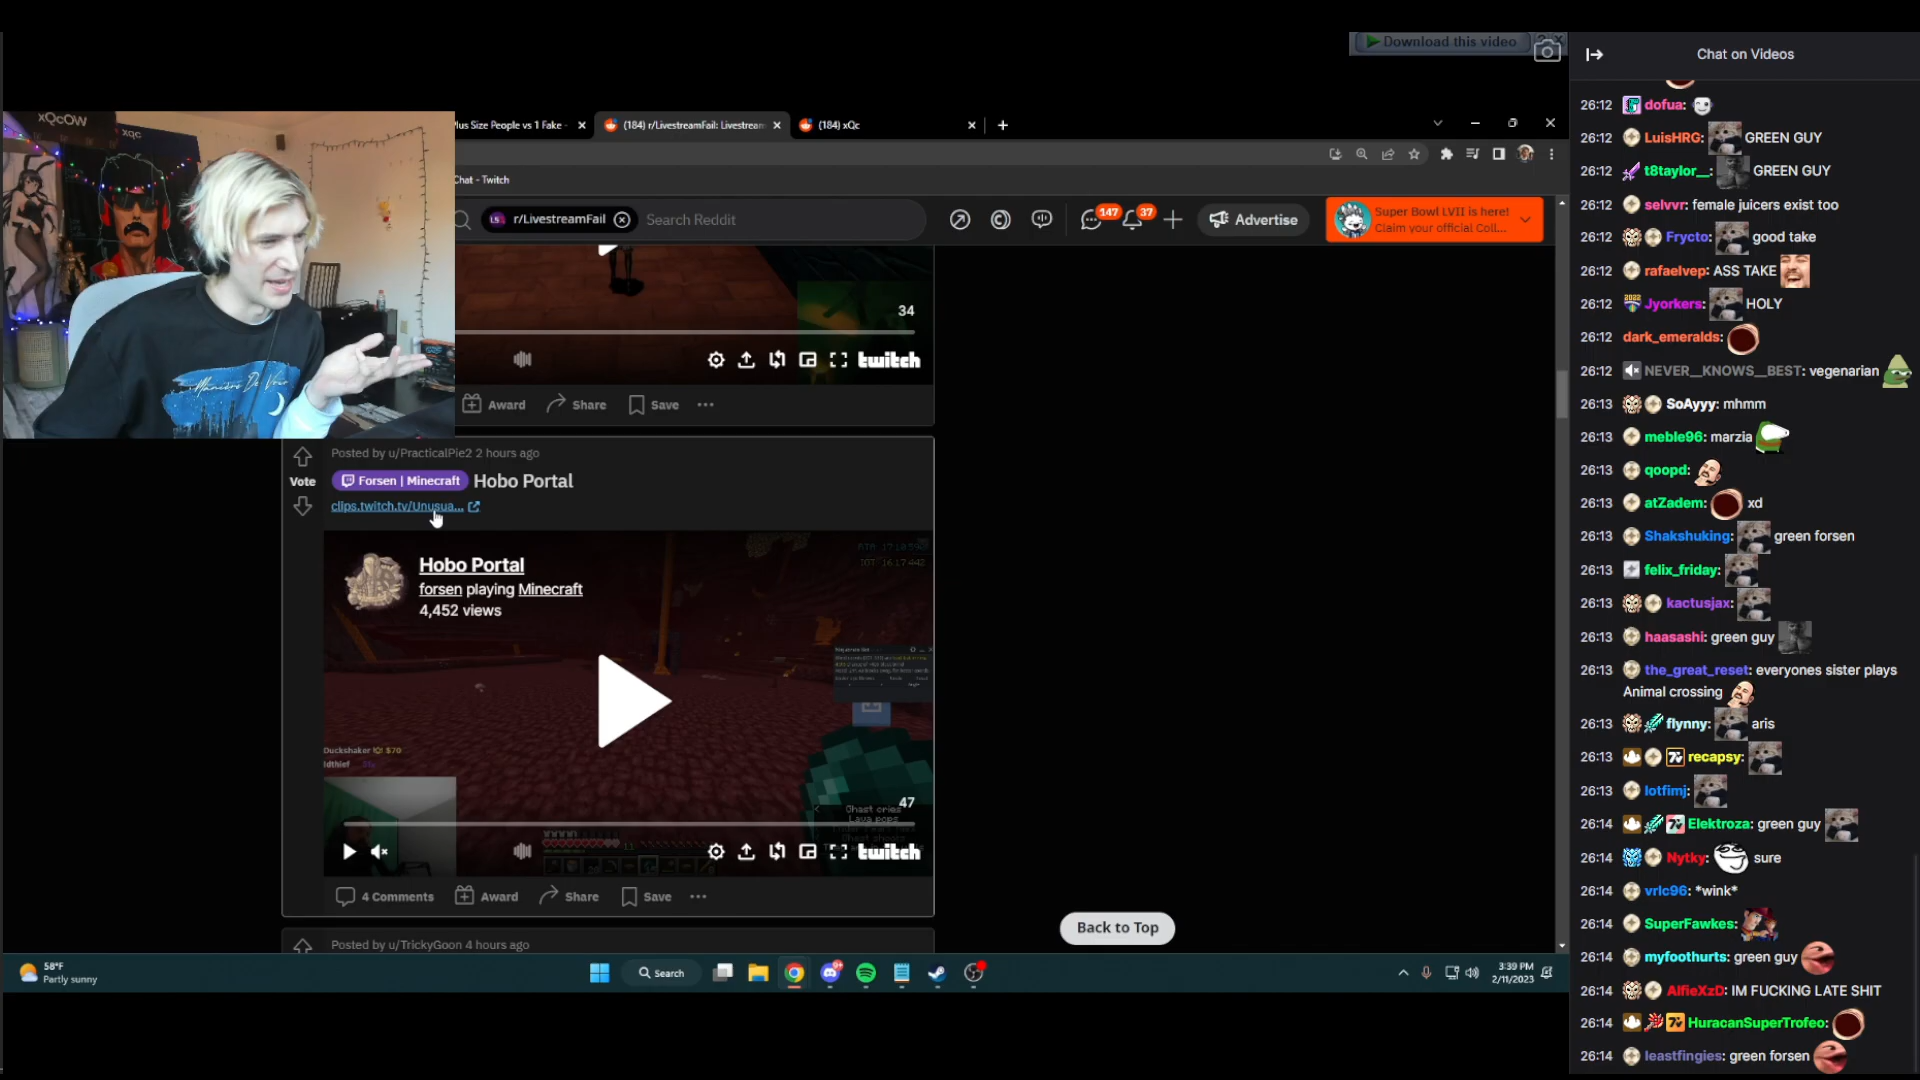 Download this video
Chat on Videos
xQcOW
xqc
lus Size People vs 1 Fake -
(184) r/LivestreamFail: Livestrean
(184) xQc
Chat - Twitch
r/LivestreamFail
Search Reddit
147
37
Advertise
Super Bowl LVII is here!
Claim your official Coll...
34
twitch
Award
Share
Save
Posted by u/PracticalPie2 2 hours ago
Vote
Forsen | Minecraft
Hobo Portal
clips.twitch.tv/Unusua...
Hobo Portal
forsen playing Minecraft
4,452 views
Duckshaker
$70
47
Ghast cries
Lava pops
twitch
4 Comments
Award
Share
Save
Back to Top
Posted by u/TrickyGoon 4 hours ago
58°F
Partly sunny
Search
3:39 PM
2/11/2023
26:12 dofua:
26:12 LuisHRG: GREEN GUY
26:12 t8taylor__: GREEN GUY
26:12 selvvr: female juicers exist too
26:12 Frycto: good take
26:12 rafaelvep: ASS TAKE
26:12 Jyorkers: HOLY
dark_emeralds:
26:12 NEVER__KNOWS__BEST: vegenarian
26:13 SoAyyy: mhmm
26:13 meble96: marzia
26:13 qoopd:
26:13 atZadem: xd
26:13 Shakshuking: green forsen
26:13 felix_friday:
26:13 kactusjax:
26:13 haasashi: green guy
26:13 the_great_reset: everyones sister plays
Animal crossing
26:13 flynny: aris
26:13 recapsy:
26:13 lotfimj:
26:14 Elektroza: green guy
26:14 Nytky: sure
26:14 vrlc96: *wink*
26:14 SuperFawkes:
26:14 myfoothurts: green guy
26:14 AlfieXzD: IM FUCKING LATE SHIT
26:14 HuracanSuperTrofeo:
26:14 leastfingies: green forsen